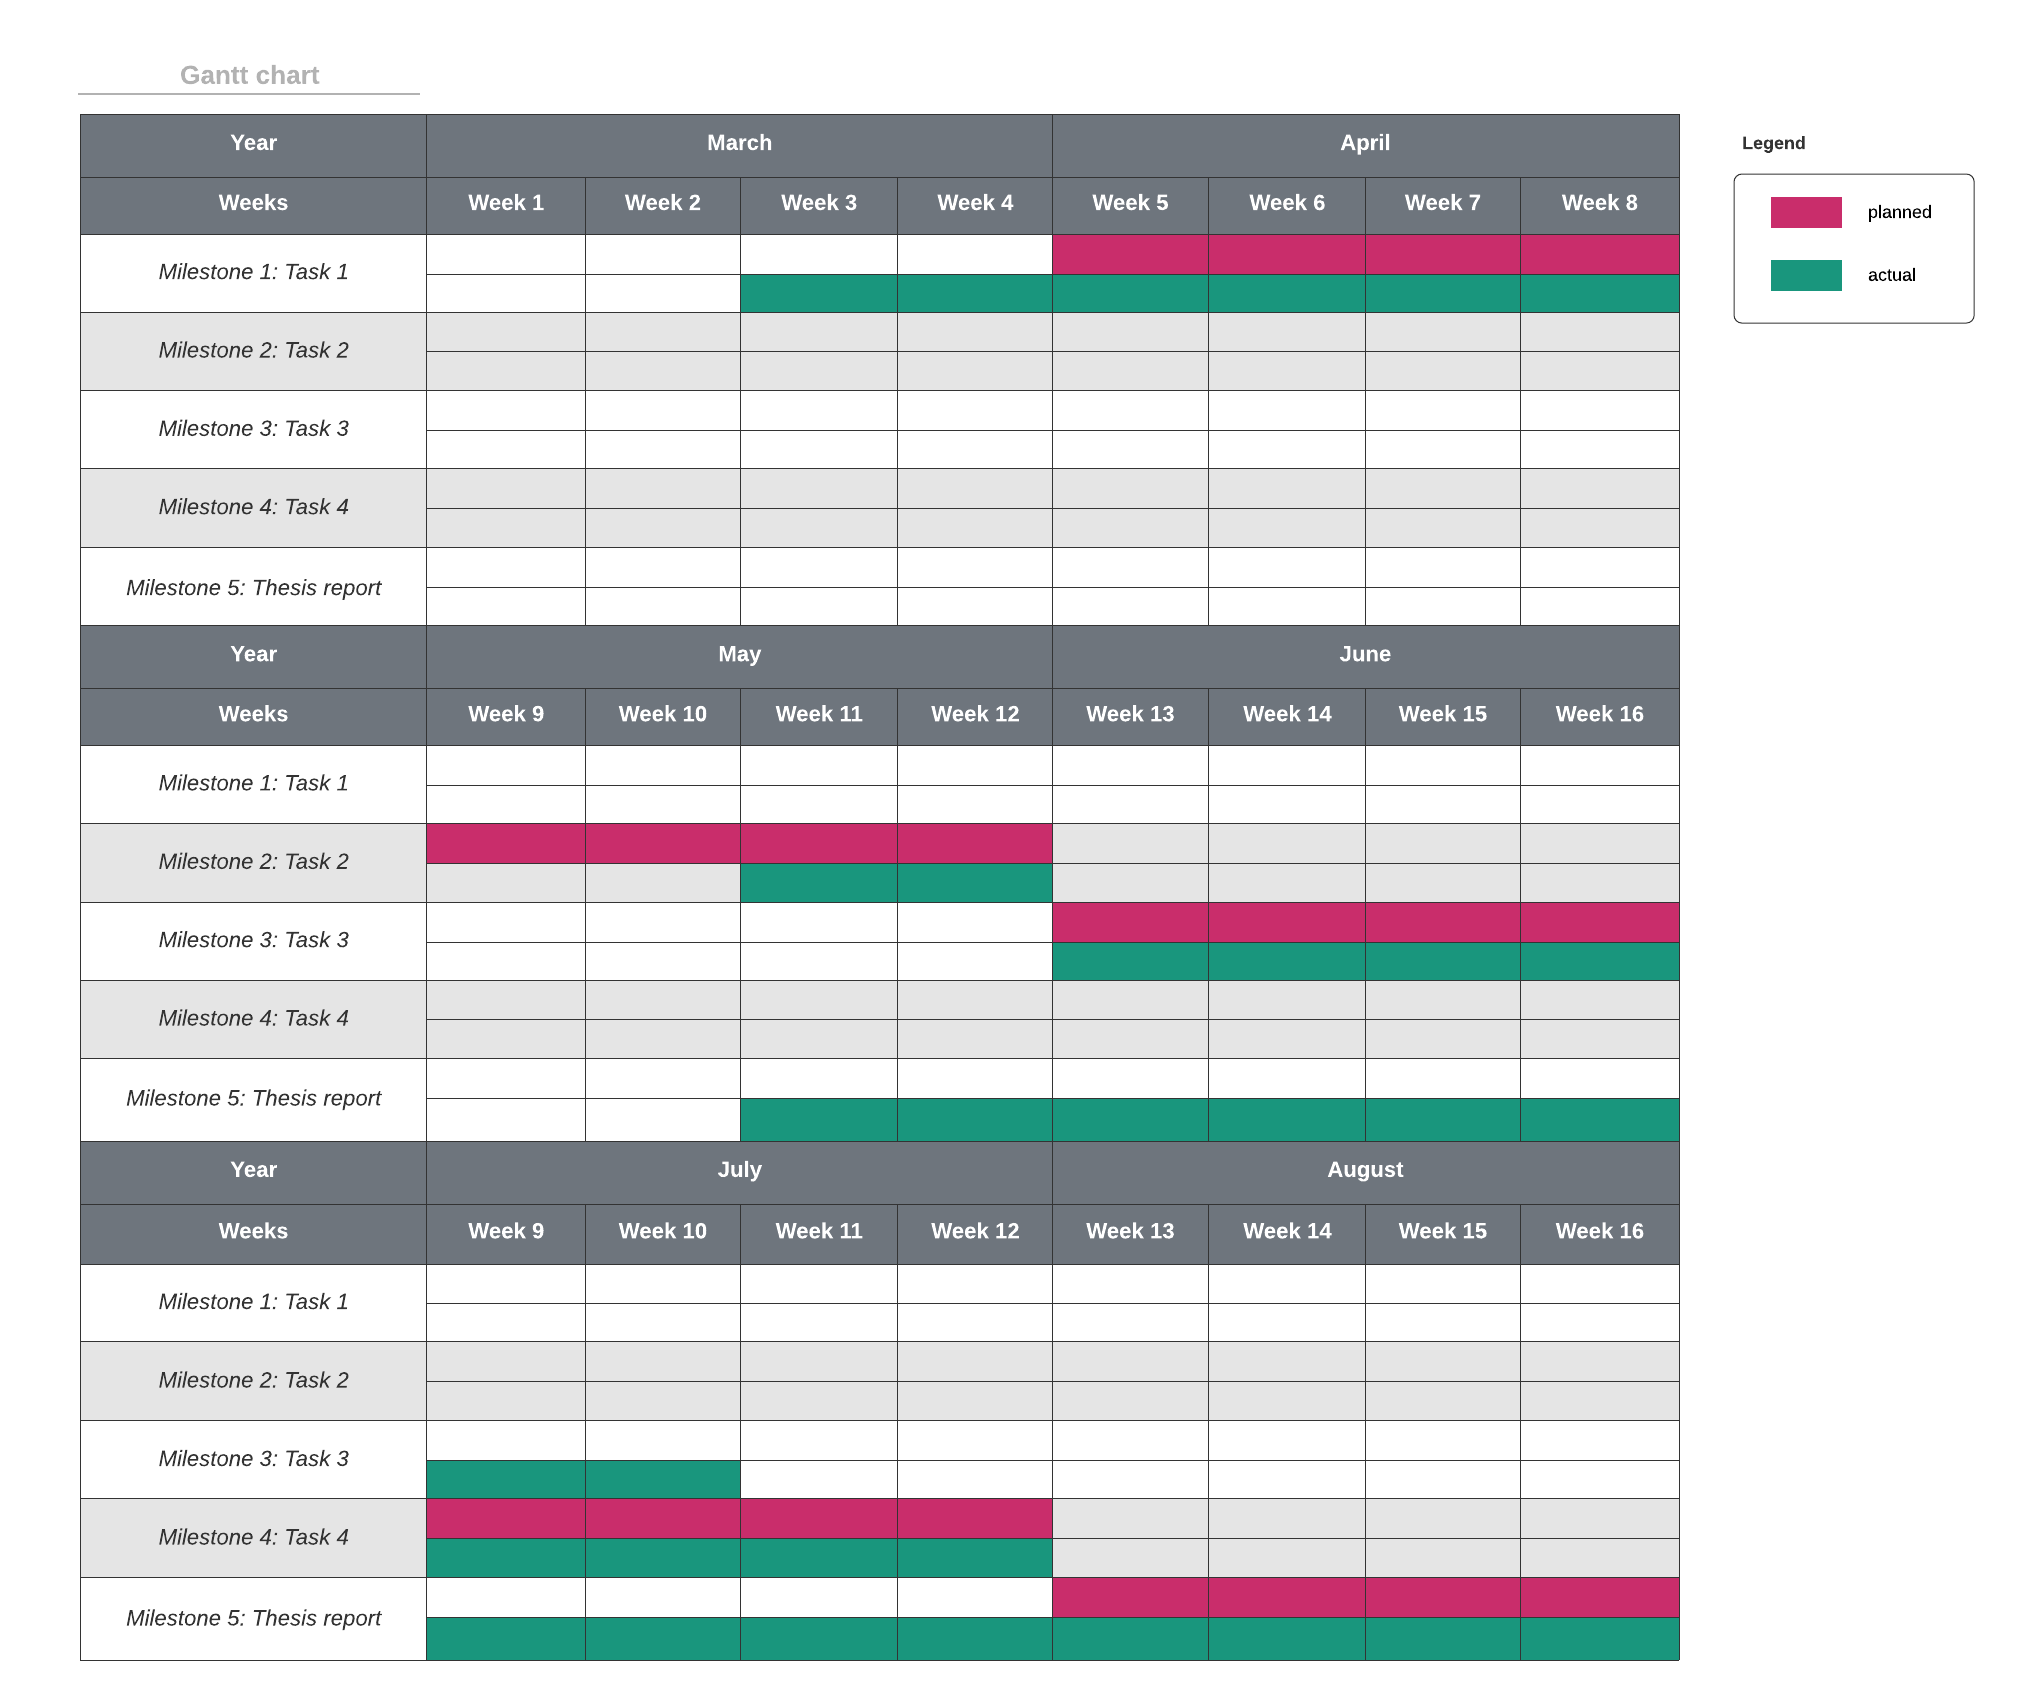 Gantt chart
Year March April
Legend
Weeks Week 1 Week 2 Week 3 Week 4 Week 5 Week 6 Week 7 Week 8
planned
Milestone 1: Task 1
actual
Milestone 2: Task 2
Milestone 3: Task 3
Milestone 4: Task 4
Milestone 5: Thesis report
Year May June
Weeks Week 9 Week 10 Week 11 Week 12 Week 13 Week 14 Week 15 Week 16
Milestone 1: Task 1
Milestone 2: Task 2
Milestone 3: Task 3
Milestone 4: Task 4
Milestone 5: Thesis report
Year July August
Weeks Week 9 Week 10 Week 11 Week 12 Week 13 Week 14 Week 15 Week 16
Milestone 1: Task 1
Milestone 2: Task 2
Milestone 3: Task 3
Milestone 4: Task 4
Milestone 5: Thesis report